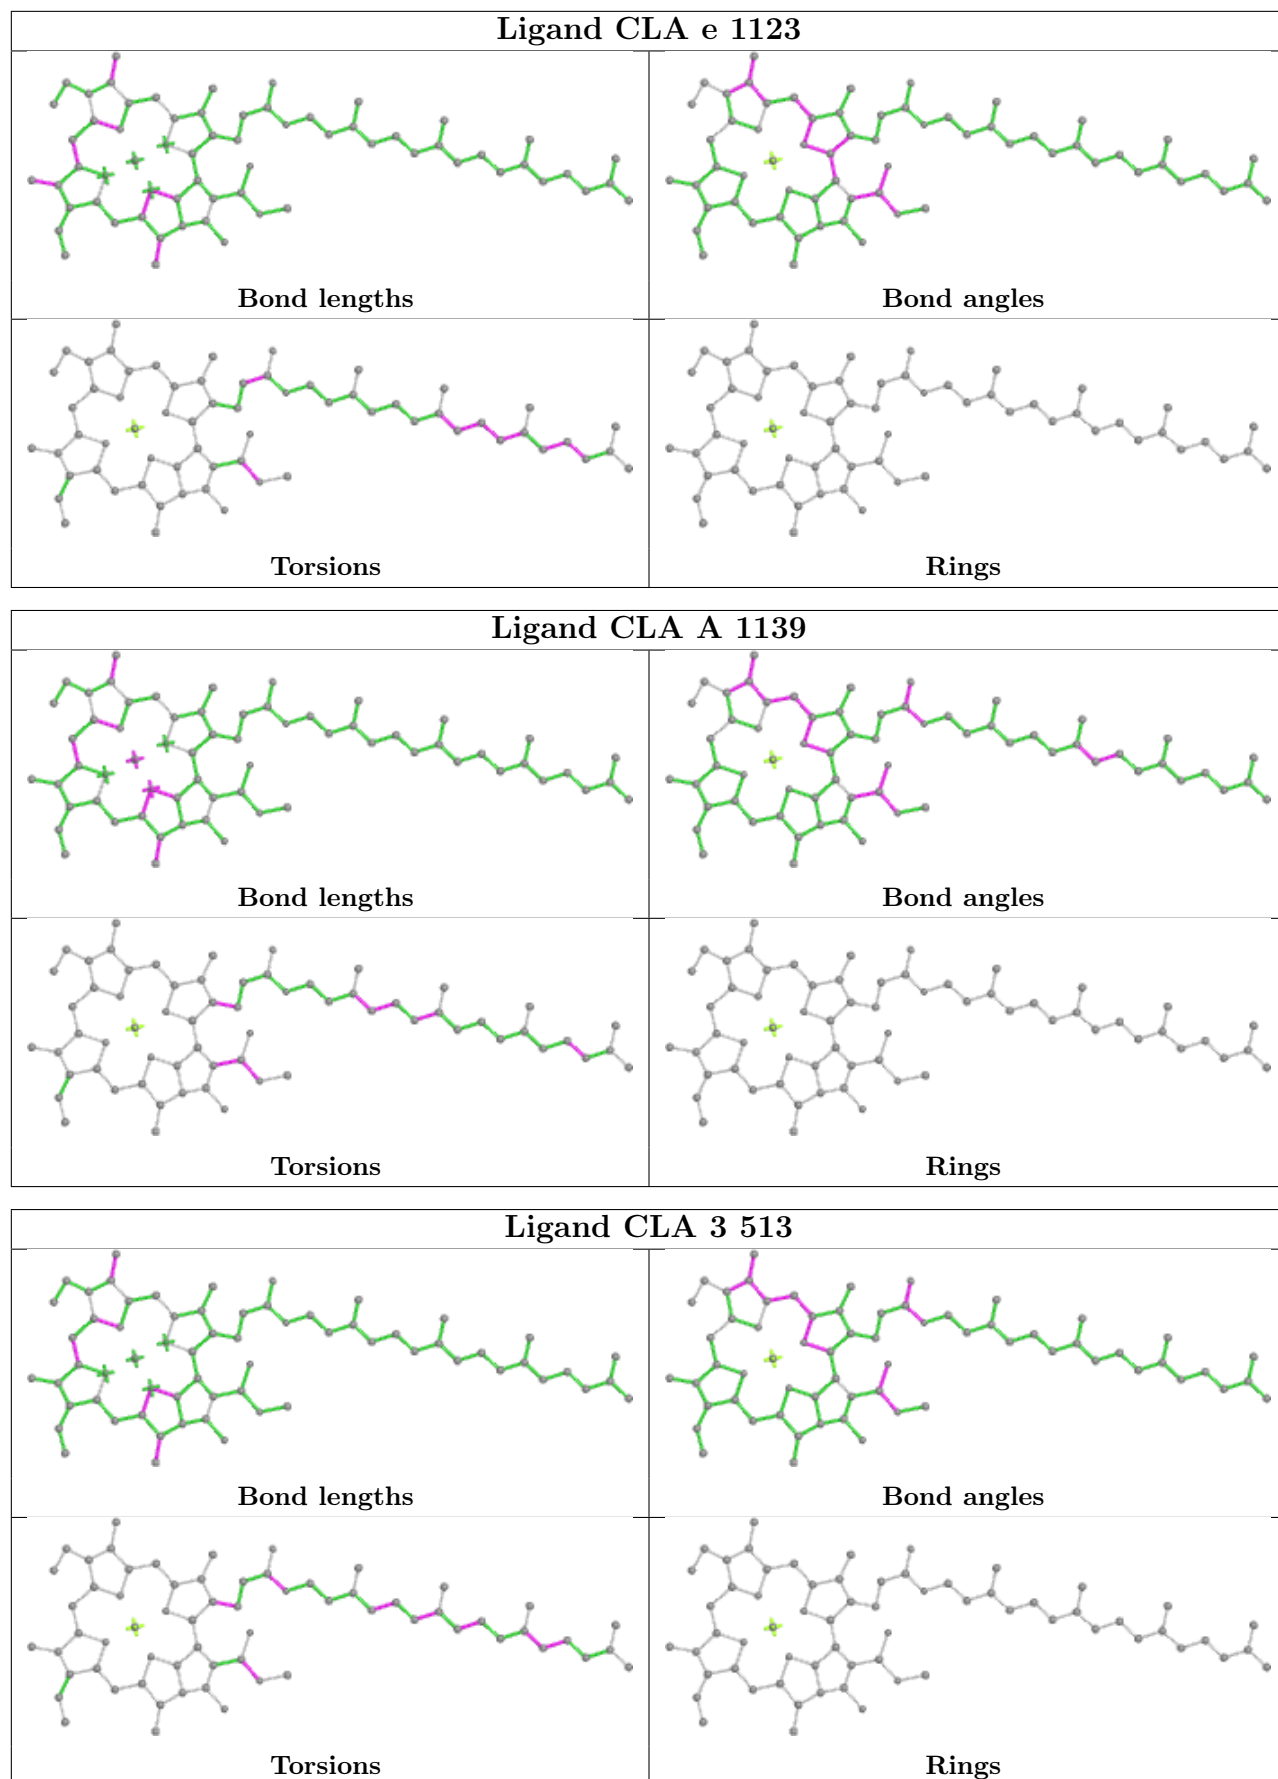 Ligand CLA e 1123
Bond lengths
Bond angles
Torsions
Rings
Ligand CLA A 1139
Bond lengths
Bond angles
Torsions
Rings
Ligand CLA 3 513
Bond lengths
Bond angles
Torsions
Rings